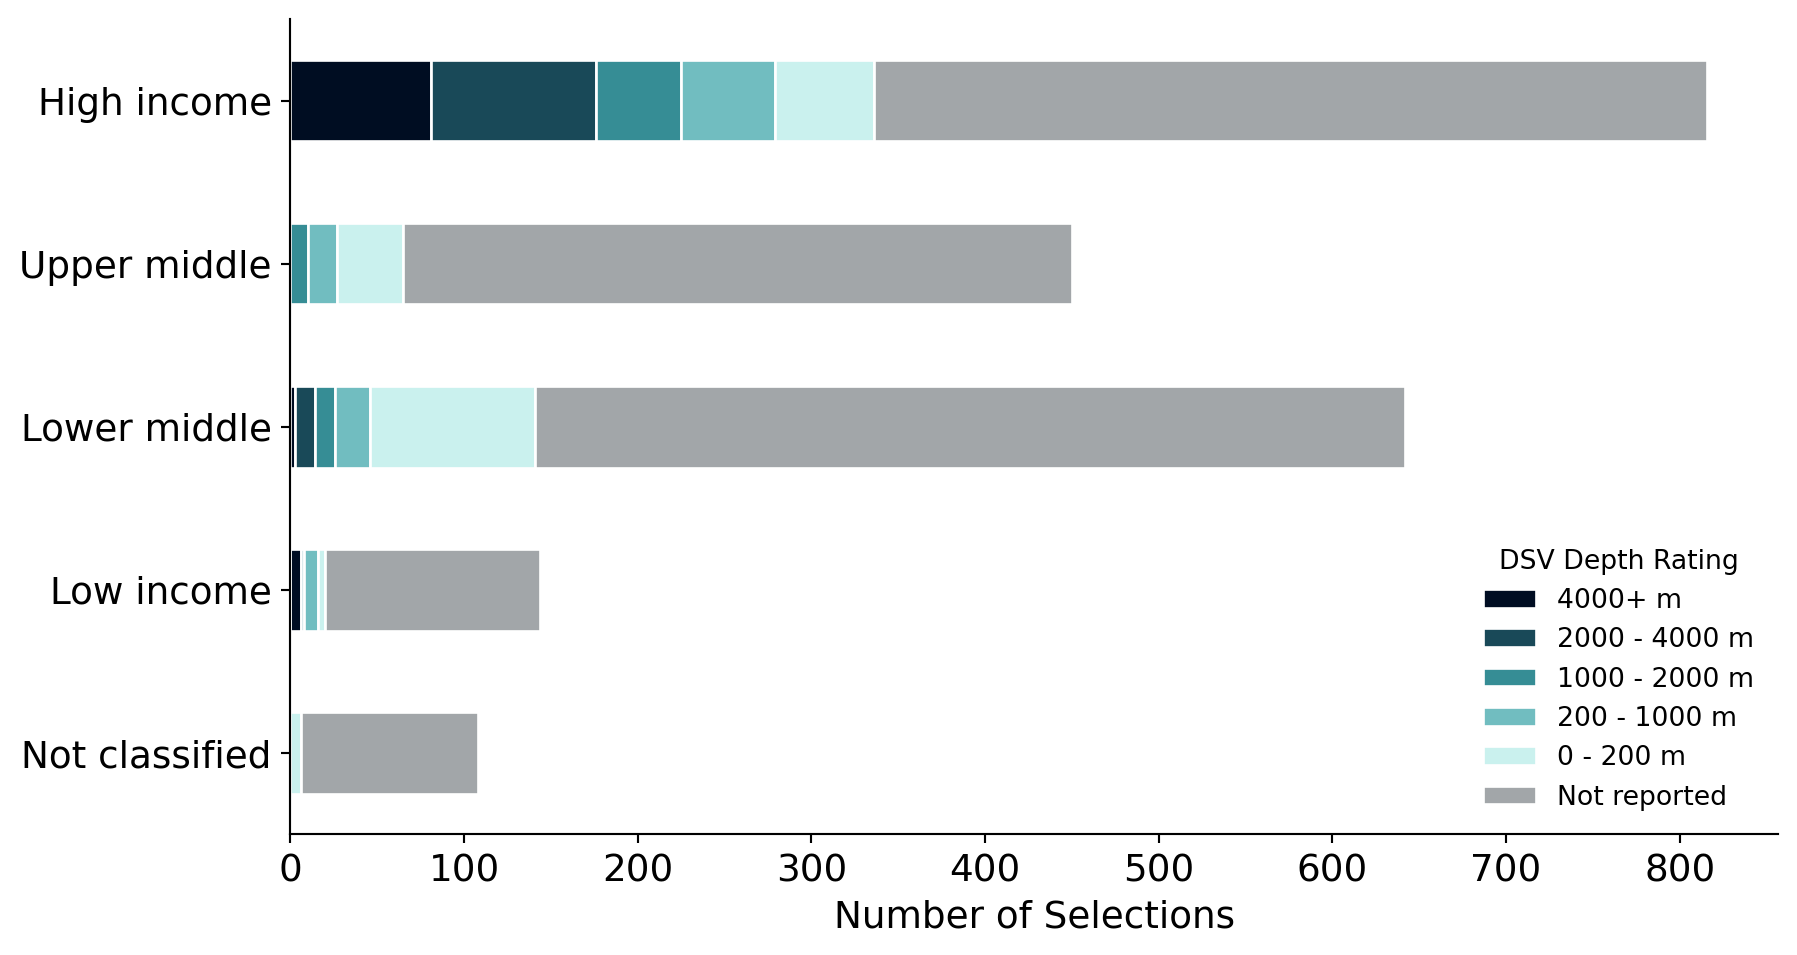 High income
Upper middle
Lower middle
Low income
Not classified
DSV Depth Rating
4000+ m
2000 - 4000 m
1000 - 2000 m
200 - 1000 m
0 - 200 m
Not reported
0 100 200 300 400 500 600 700 800
Number of Selections